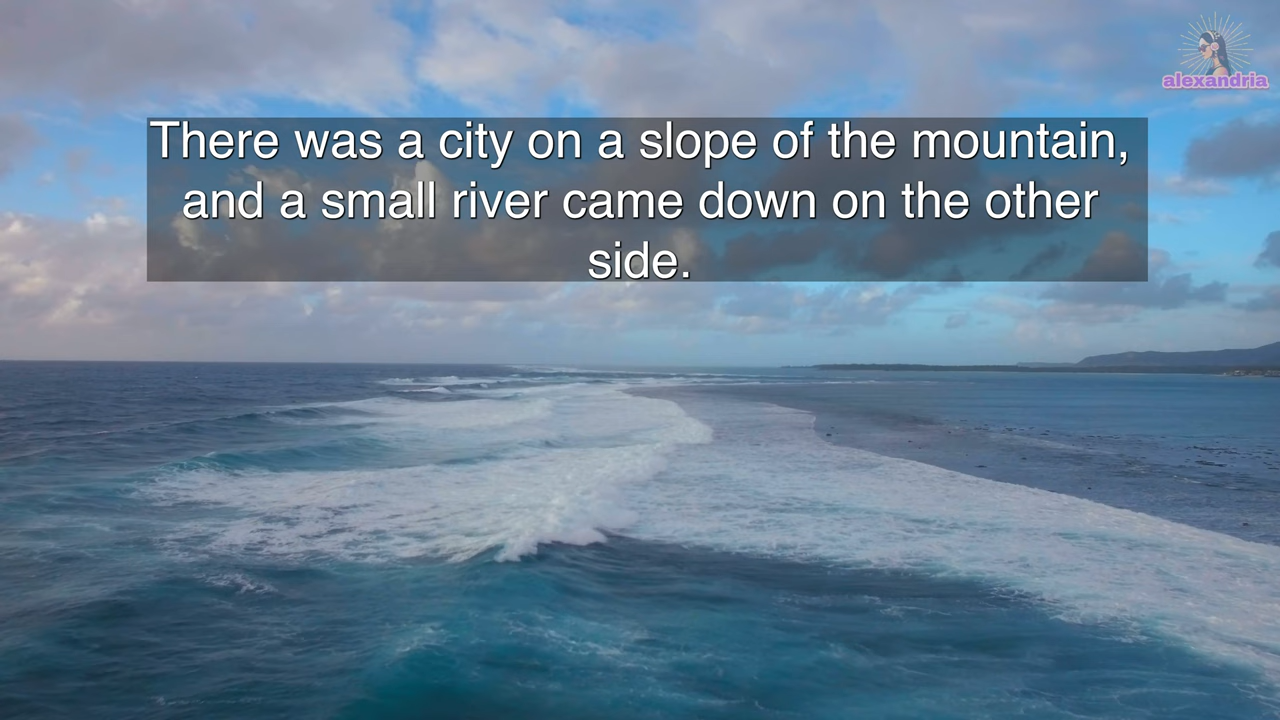 alexandria
There was a city on a slope of the mountain,
and a small river came down on the other
side.